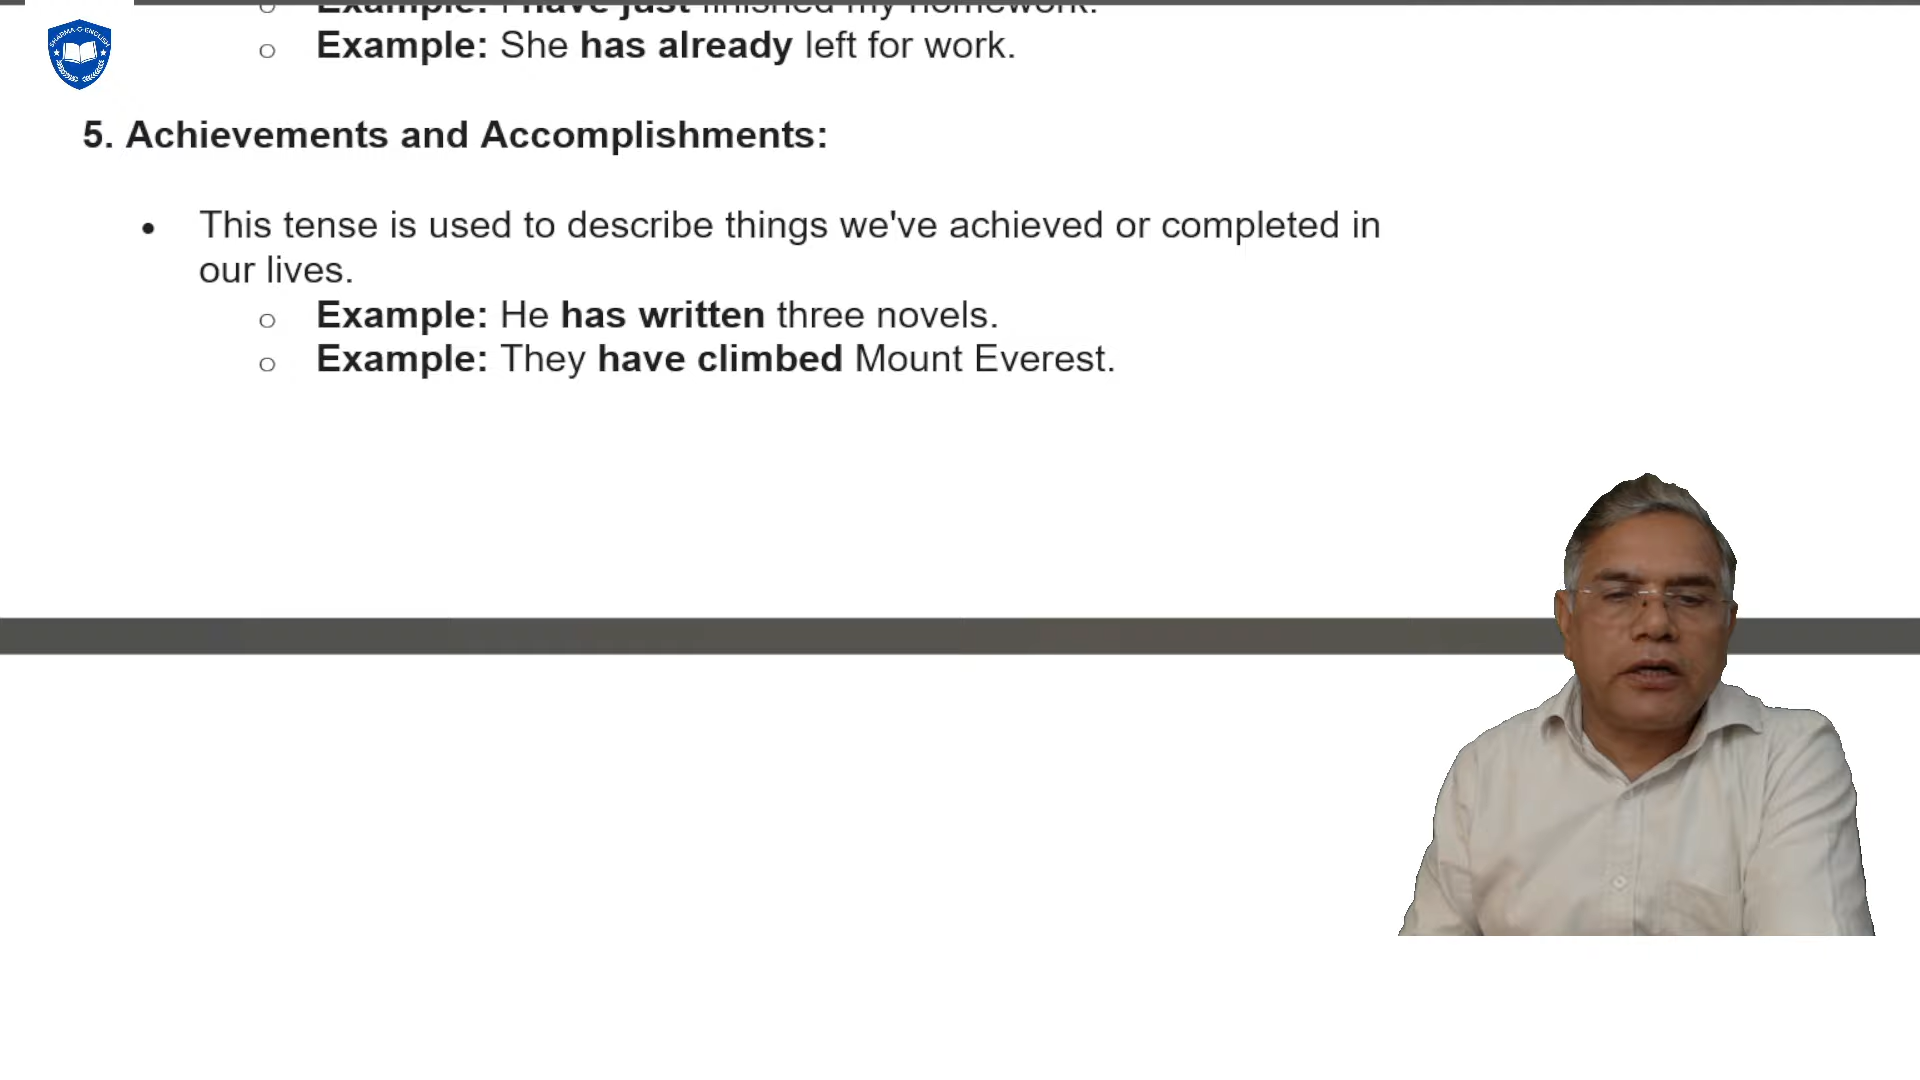 SHARMA-G-ENGLISH
Example: I have just finished my homework.
o Example: She has already left for work.
5. Achievements and Accomplishments:
• This tense is used to describe things we've achieved or completed in
our lives.
o Example: He has written three novels.
o Example: They have climbed Mount Everest.